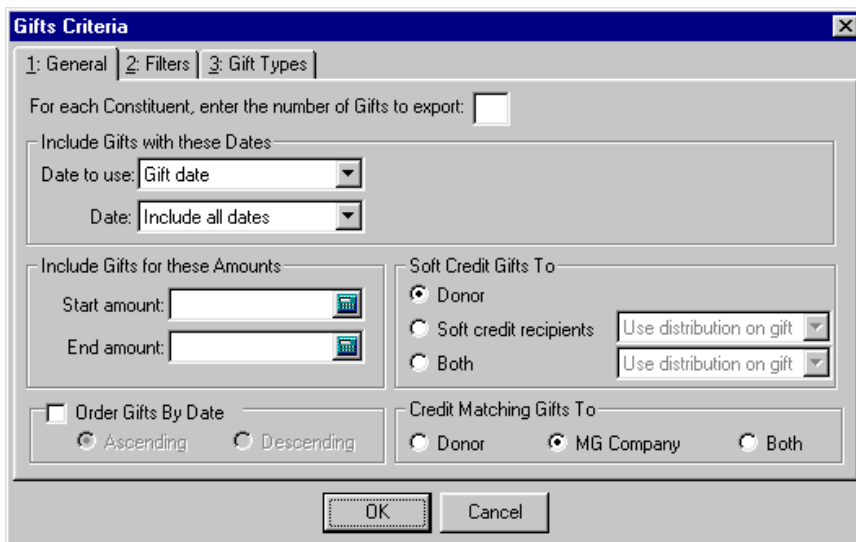 Gifts Criteria
1: General 2: Filters 3: Gift Types
For each Constituent, enter the number of Gifts to export:
Include Gifts with these Dates
Date to use: Gift date
Date: Include all dates
Include Gifts for these Amounts
Start amount:
End amount:
Soft Credit Gifts To
Donor
Soft credit recipients Use distribution on gift
Both Use distribution on gift
Order Gifts By Date
Ascending Descending
Credit Matching Gifts To
Donor MG Company Both
OK Cancel